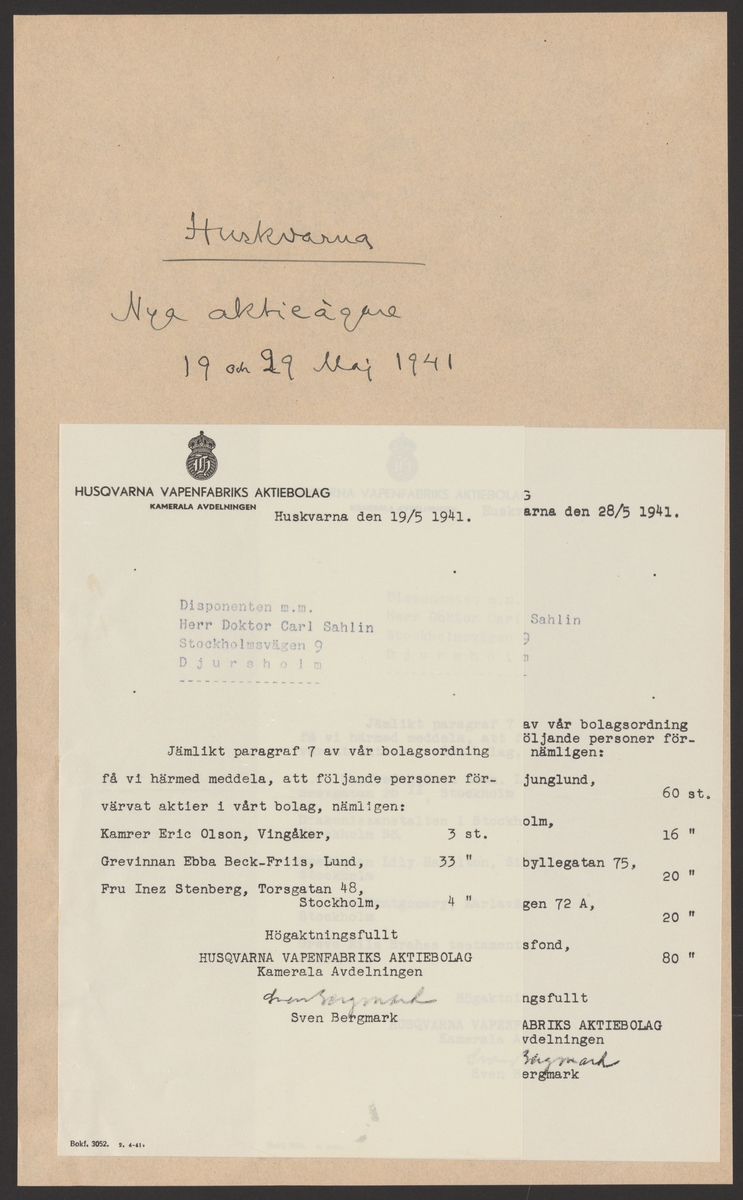 Huskvarna
Nya aktieägare
19 och 29 Maj 1941
HUSQVARNA VAPENFABRIKS AKTIEBOLAG
KAMERALA AVDELNINGEN
Huskvarna den 19/5 1941.
Disponenten m.m.
Herr Doktor Carl Sahlin
Stockholmsvägen 9
Djursholm
-----------------
Jämlikt paragraf 7 av vår bolagsordning
få vi härmed meddela, att följande personer för-
värvat aktier i vårt bolag, nämligen:
Kamrer Eric Olson, Vingåker, 3 st.
Grevinnan Ebba Beck-Friis, Lund, 33 "
Fru Inez Stenberg, Torsgatan 48,
Stockholm, 4 "
Högaktningsfullt
HUSQVARNA VAPENFABRIKS AKTIEBOLAG
Kamerala Avdelningen
Sven Bergmark
Sven Bergmark
Bokf. 3052. 2. 4-41.
G
arna den 28/5 1941.
Sahlin
9
m
av vår bolagsordning
öljande personer för-
nämligen:
junglund,
60 st.
olm,
16 "
byllegatan 75,
20 "
gen 72 A,
20 "
sfond,
80 "
ngsfullt
ABRIKS AKTIEBOLAG
vdelningen
Bergmark
ergmark